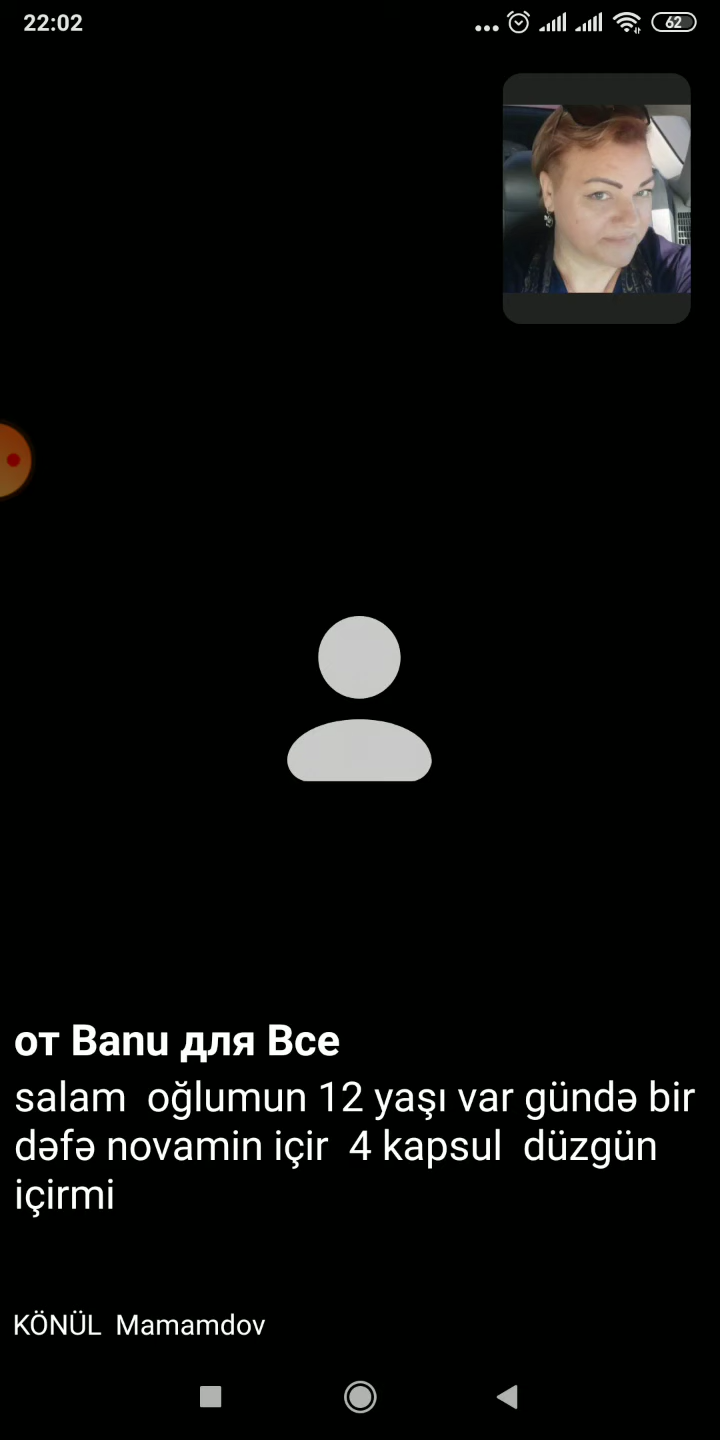 22:02
62
от Banu для Все
salam oğlumun 12 yaşı var gündə bir
dəfə novamin içir 4 kapsul düzgün
içirmi
KÖNÜL Mamamdov